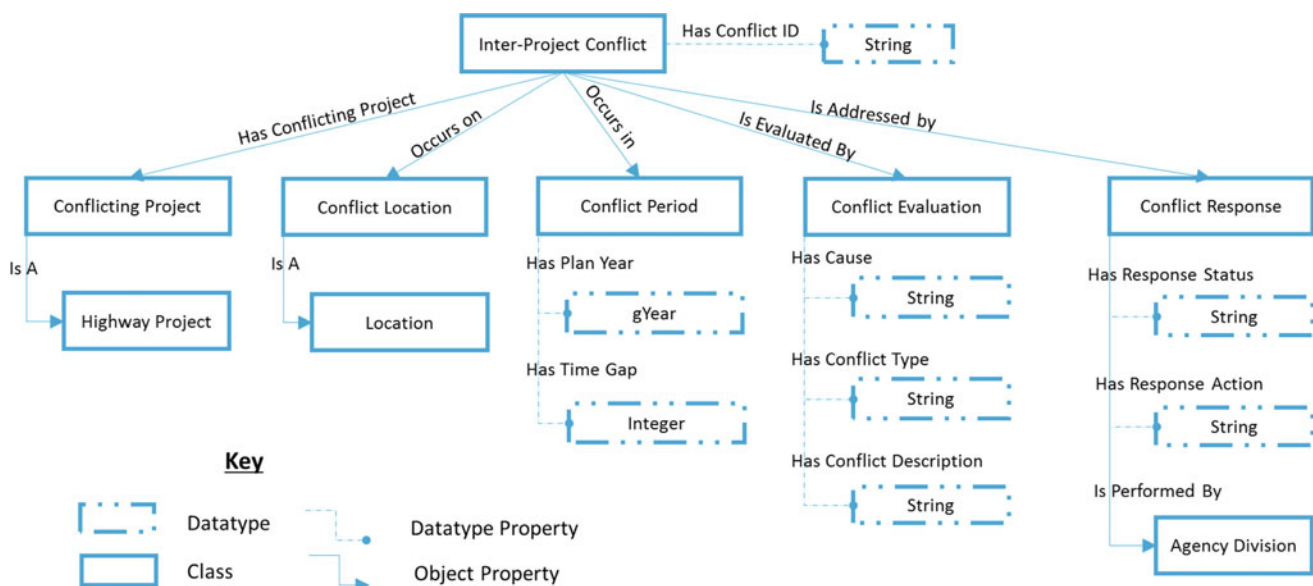 Inter-Project Conflict
Has Conflict ID
String
Has Conflicting Project
Occurs on
Occurs in
Is Evaluated By
Is Addressed by
Conflicting Project
Conflict Location
Conflict Period
Conflict Evaluation
Conflict Response
Is A
Highway Project
Is A
Location
Has Plan Year
gYear
Has Time Gap
Integer
Has Cause
String
Has Conflict Type
String
Has Conflict Description
String
Has Response Status
String
Has Response Action
String
Is Performed By
Agency Division
Key
Datatype
Datatype Property
Class
Object Property